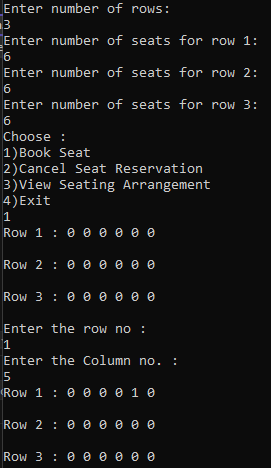 Enter number of rows:
3
Enter number of seats for row 1:
6
Enter number of seats for row 2:
6
Enter number of seats for row 3:
6
Choose :
1)Book Seat
2)Cancel Seat Reservation
3)View Seating Arrangement
4)Exit
1
Row 1 : 0 0 0 0 0 0
Row 2 : 0 0 0 0 0 0
Row 3 : 0 0 0 0 0 0
Enter the row no :
1
Enter the Column no. :
5
Row 1 : 0 0 0 0 1 0
Row 2 : 0 0 0 0 0 0
Row 3 : 0 0 0 0 0 0